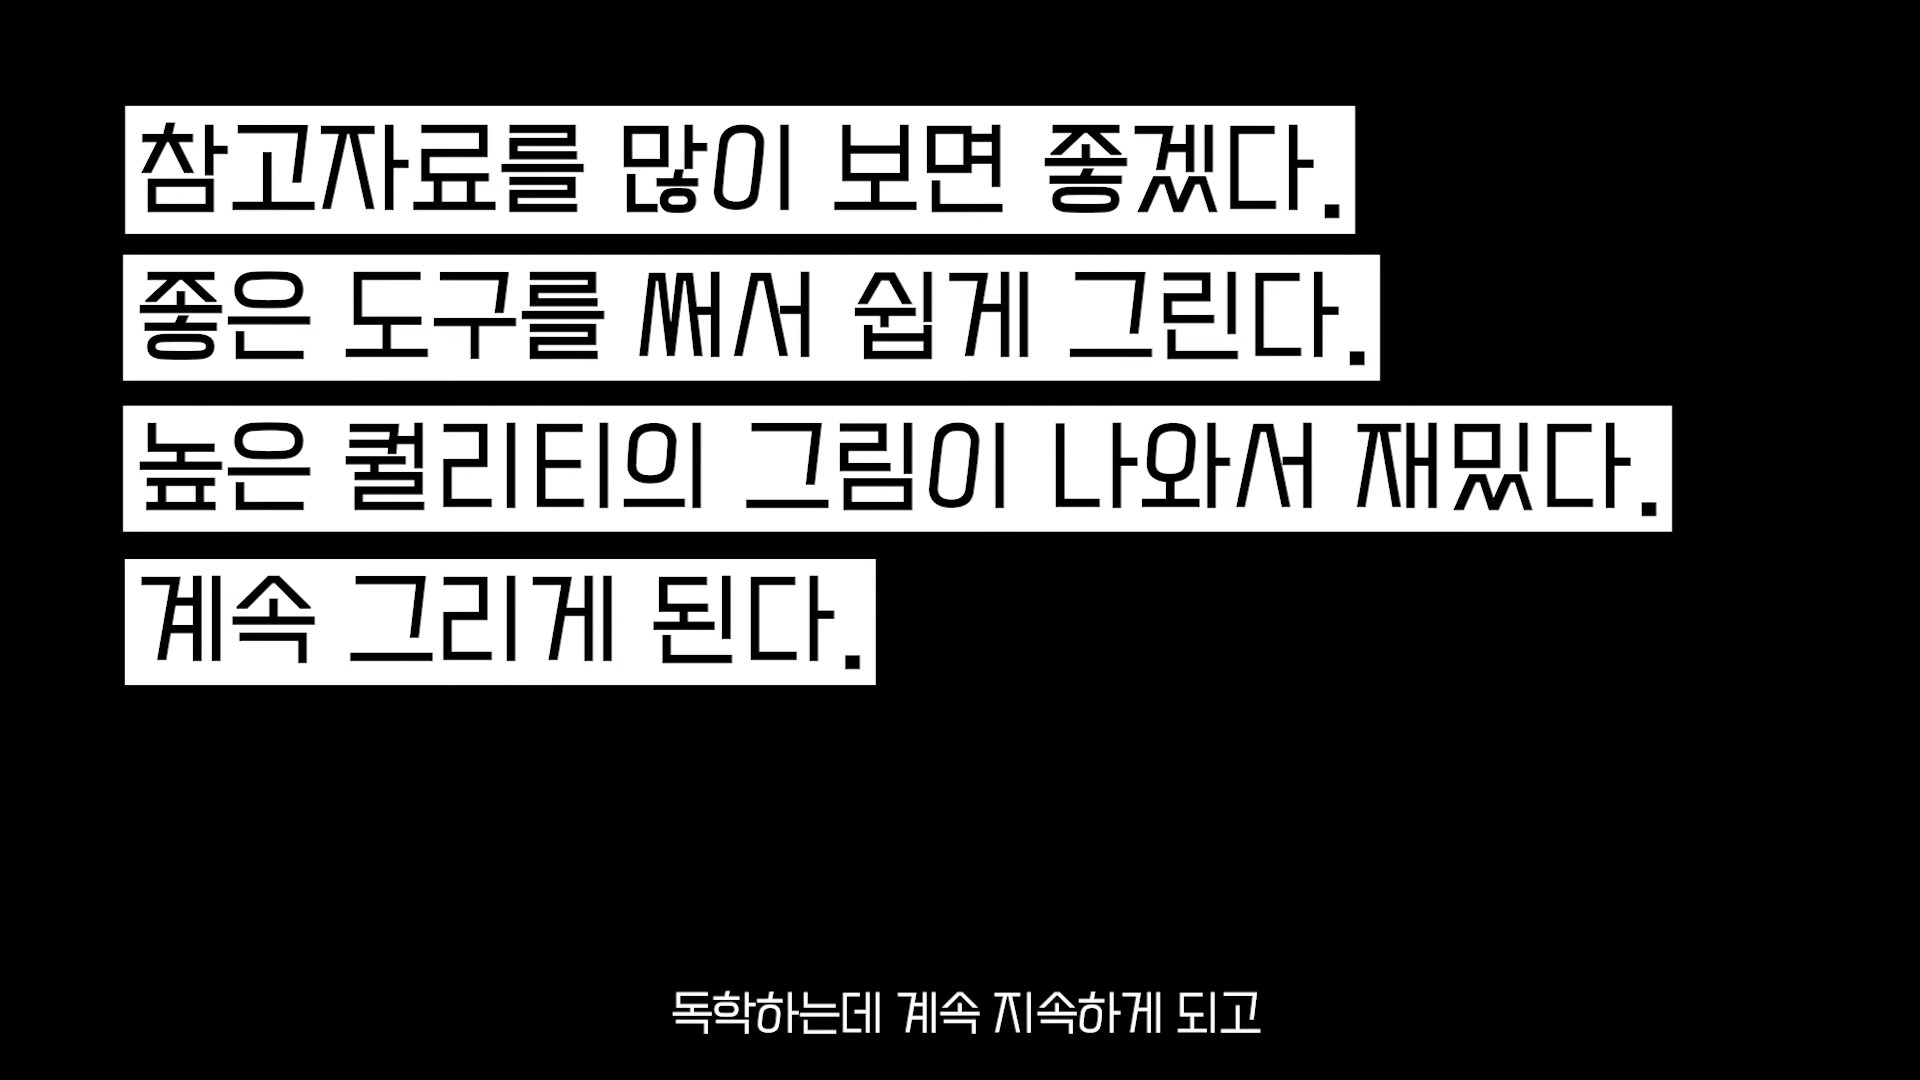 참고자료를 많이 보면 좋겠다.
좋은 도구를 써서 쉽게 그린다.
높은 퀄리티의 그림이 나와서 재밌다.
계속 그리게 된다.
독학하는데 계속 지속하게 되고